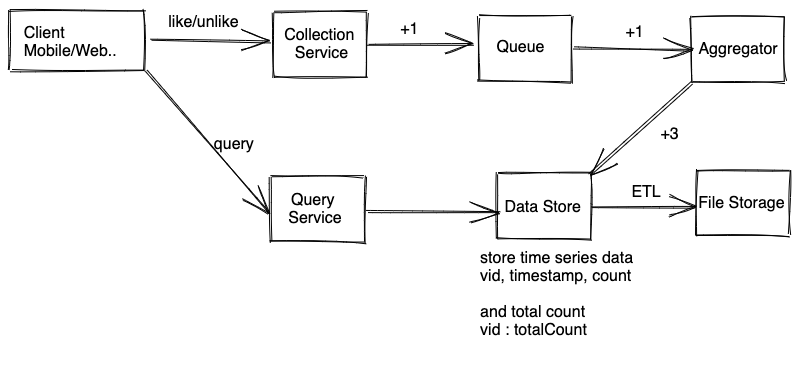 Client
Mobile/Web..
like/unlike
Collection
Service
+1
Queue
+1
Aggregator
+3
query
Query
Service
Data Store
ETL
File Storage
store time series data
vid, timestamp, count
and total count
vid : totalCount